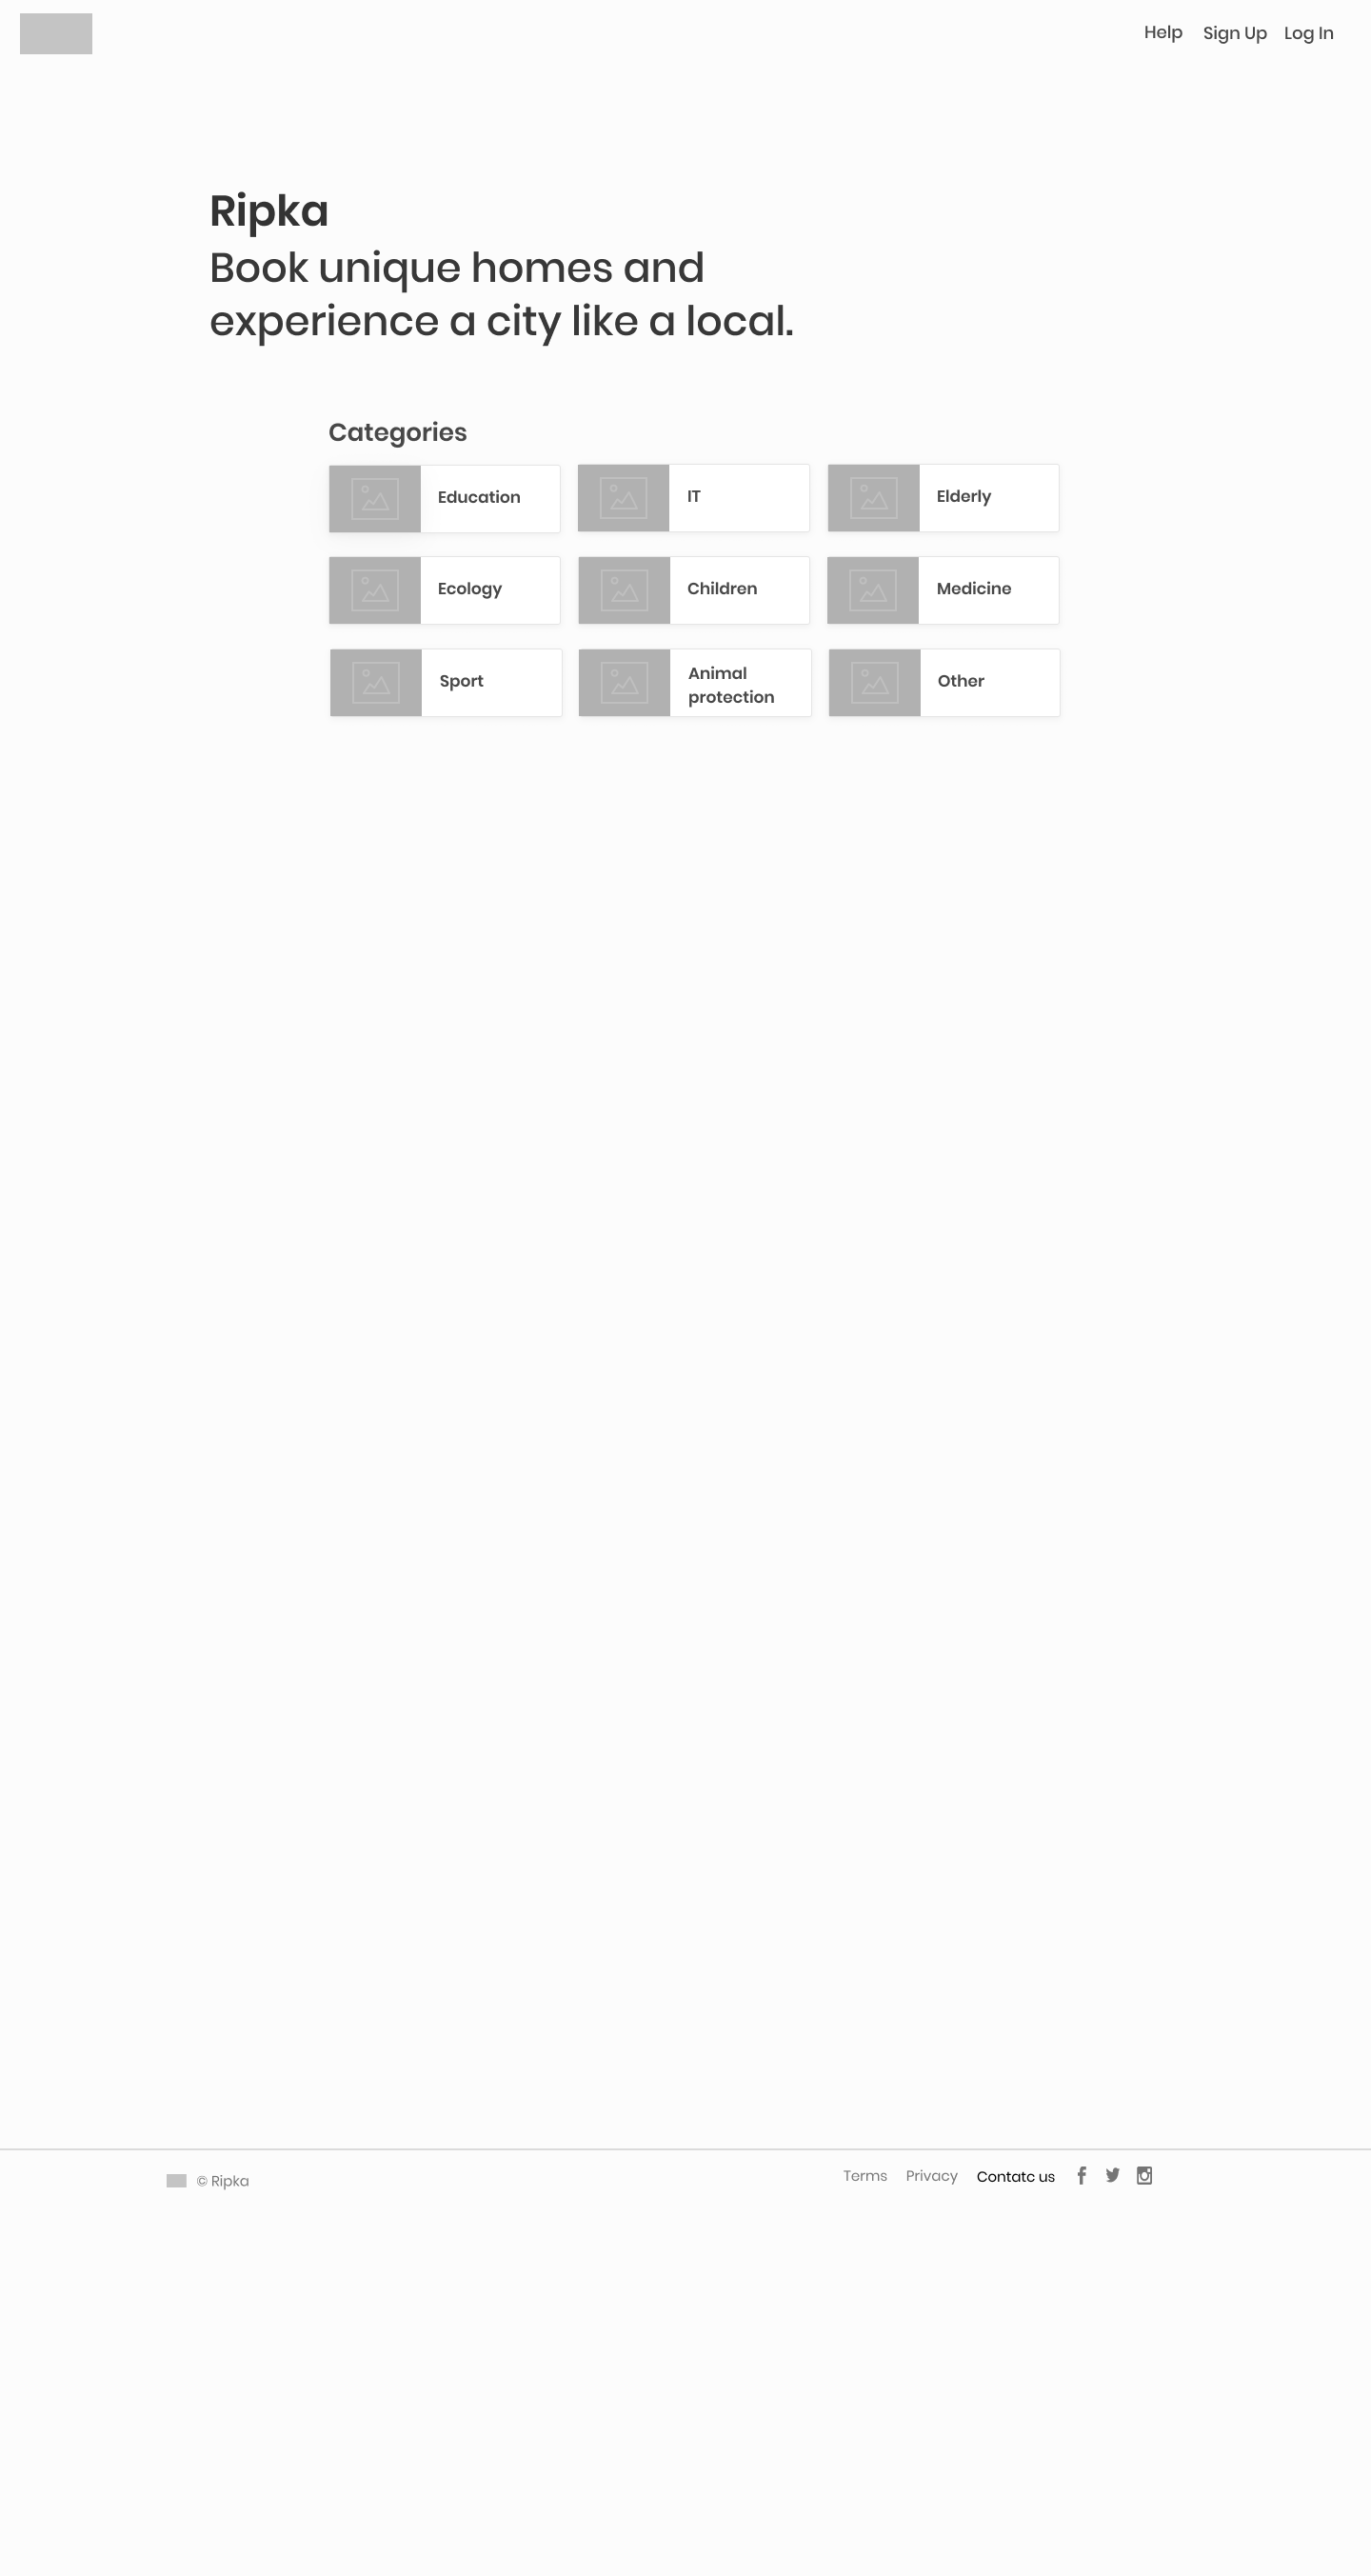 Help Sign Up Log In
Ripka
Book unique homes and
experience a city like a local.
Categories
Education
IT
Elderly
Ecology
Children
Medicine
Sport
Animal
protection
Other
© Ripka
Terms Privacy Contatc us